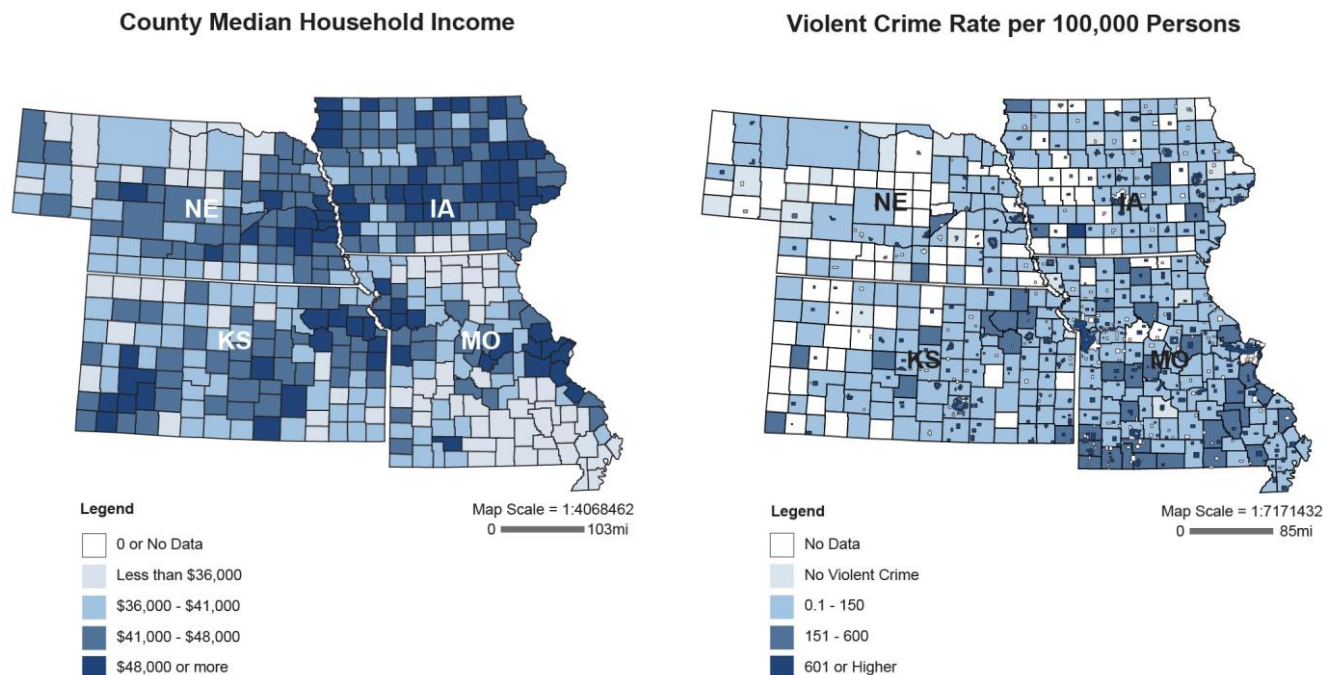 County Median Household Income
NE
IA
KS
MO
Legend
0 or No Data
Less than $36,000
$36,000 - $41,000
$41,000 - $48,000
$48,000 or more
Map Scale = 1:4068462
0 103mi
Violent Crime Rate per 100,000 Persons
NE
IA
KS
MO
Legend
No Data
No Violent Crime
0.1 - 150
151 - 600
601 or Higher
Map Scale = 1:7171432
0 85mi